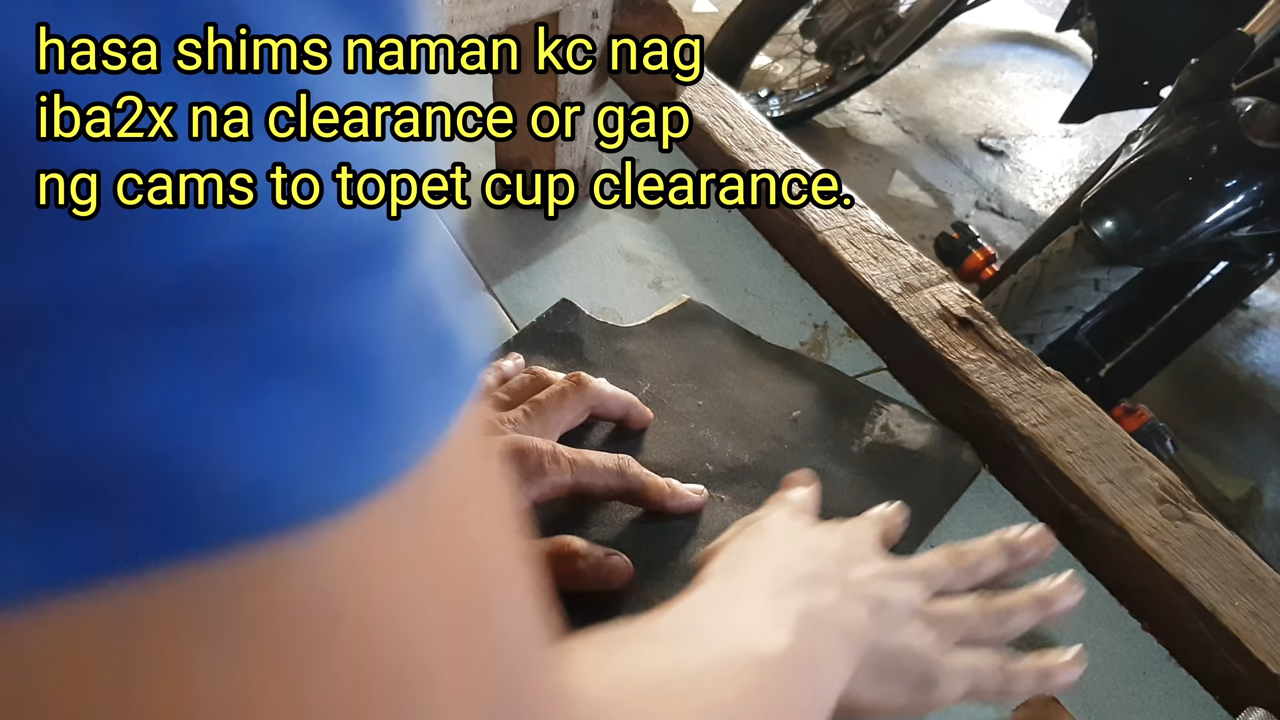 hasa shims naman kc nag
iba2x na clearance or gap
ng cams to topet cup clearance.